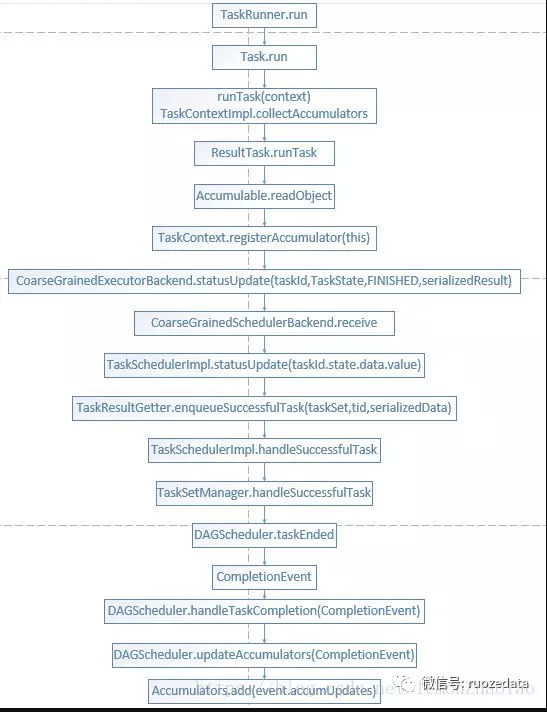 TaskRunner.run
Task.run
runTask(context)
TaskContextImpl.collectAccumulators
ResultTask.runTask
Accumulable.readObject
TaskContext.registerAccumulator(this)
CoarseGrainedExecutorBackend.statusUpdate(taskId,TaskState,FINISHED,serializedResult)
CoarseGrainedSchedulerBackend.receive
TaskSchedulerImpl.statusUpdate(taskId.state.data.value)
TaskResultGetter.enqueueSuccessfulTask(taskSet,tid,serializedData)
TaskSchedulerImpl.handleSuccessfulTask
TaskSetManager.handleSuccessfulTask
DAGScheduler.taskEnded
CompletionEvent
DAGScheduler.handleTaskCompletion(CompletionEvent)
DAGScheduler.updateAccumulators(CompletionEvent)
Accumulators.add(event.accumUpdates)
微信号: ruozedata